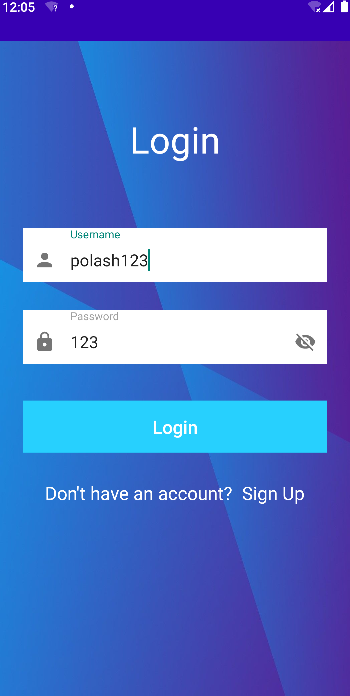 12:05
Login
Username
polash123
Password
123
Login
Don't have an account? Sign Up